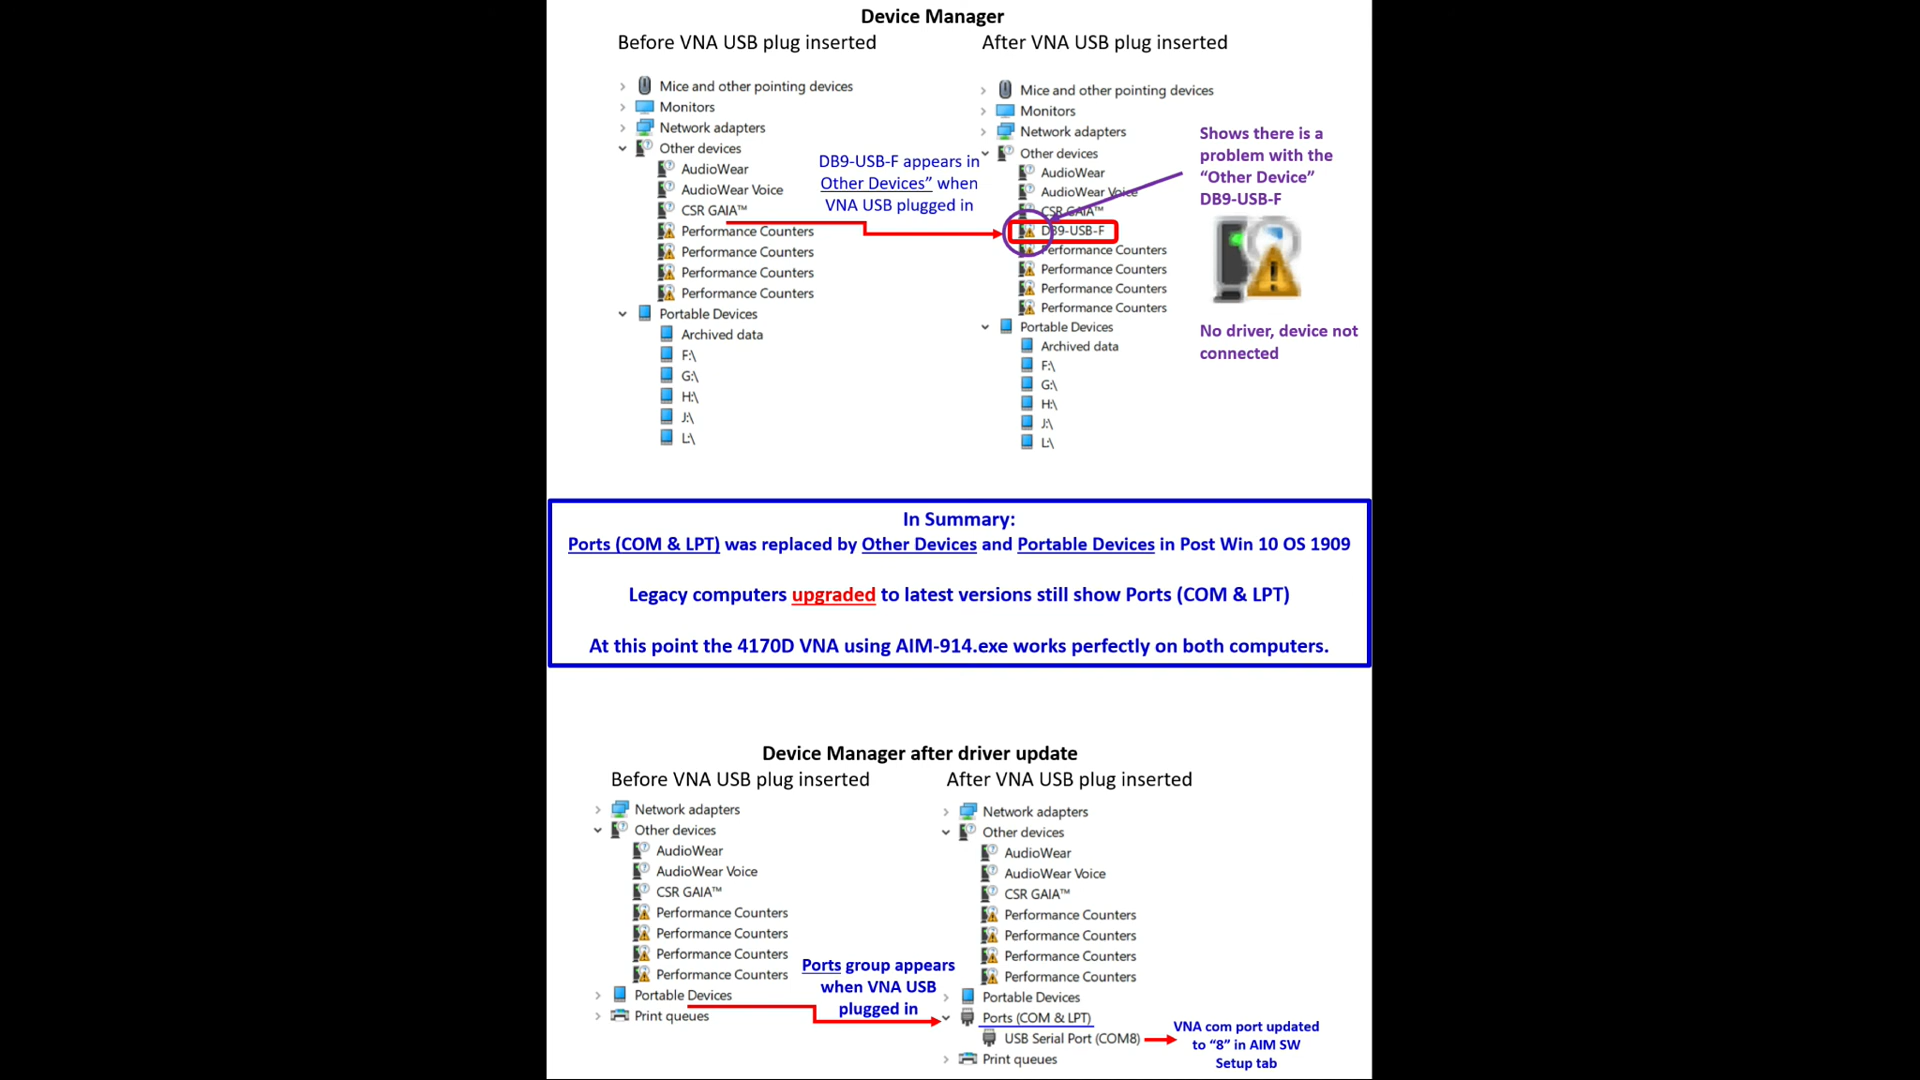 Device Manager
Before VNA USB plug inserted
Mice and other pointing devices
Monitors
Network adapters
Other devices
AudioWear
AudioWear Voice
CSR GAIA™
Performance Counters
Performance Counters
Performance Counters
Performance Counters
Portable Devices
Archived data
F:\
G:\
H:\
J:\
L:\
DB9-USB-F appears in
Other Devices” when
VNA USB plugged in
After VNA USB plug inserted
Mice and other pointing devices
Monitors
Network adapters
Other devices
AudioWear
AudioWear Voice
CSR GAIA™
DB9-USB-F
Performance Counters
Performance Counters
Performance Counters
Performance Counters
Portable Devices
Archived data
F:\
G:\
H:\
J:\
L:\
Shows there is a
problem with the
“Other Device”
DB9-USB-F
No driver, device not
connected
In Summary:
Ports (COM & LPT) was replaced by Other Devices and Portable Devices in Post Win 10 OS 1909
Legacy computers upgraded to latest versions still show Ports (COM & LPT)
At this point the 4170D VNA using AIM-914.exe works perfectly on both computers.
Device Manager after driver update
Before VNA USB plug inserted
Network adapters
Other devices
AudioWear
AudioWear Voice
CSR GAIA™
Performance Counters
Performance Counters
Performance Counters
Performance Counters
Portable Devices
Print queues
Ports group appears
when VNA USB
plugged in
After VNA USB plug inserted
Network adapters
Other devices
AudioWear
AudioWear Voice
CSR GAIA™
Performance Counters
Performance Counters
Performance Counters
Performance Counters
Portable Devices
Ports (COM & LPT)
USB Serial Port (COM8)
Print queues
VNA com port updated
to “8” in AIM SW
Setup tab